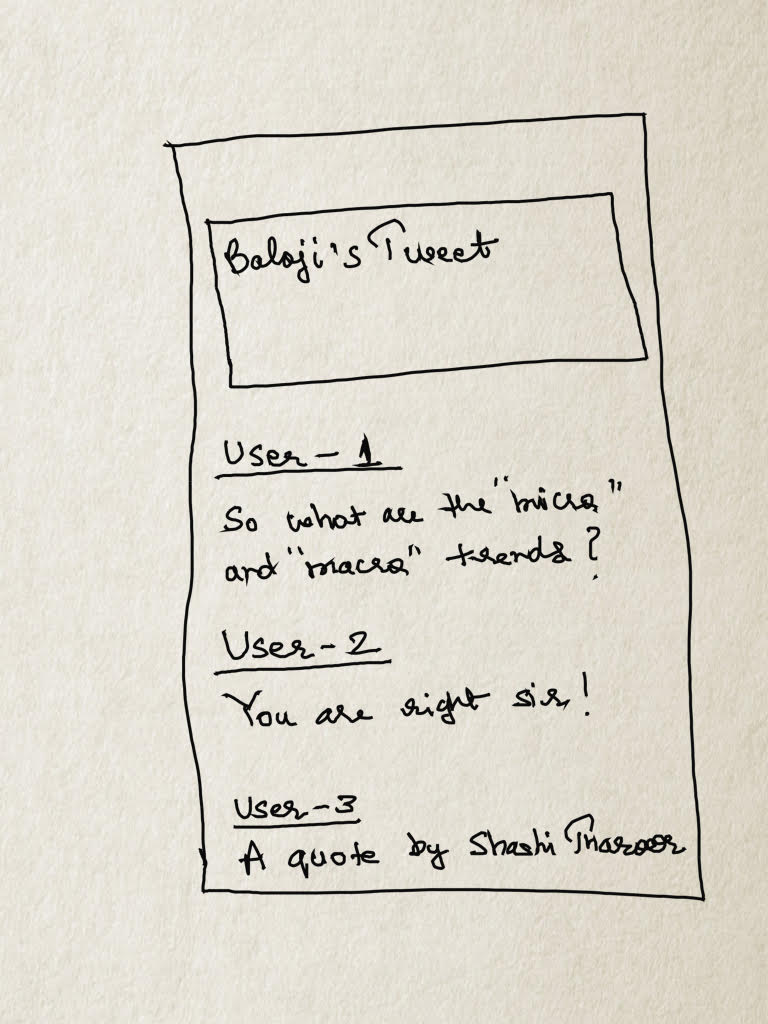 Balaji's Tweet
User - 1
So what are the "micro"
and "macro" trends?
User - 2
You are right sir!
User - 3
A quote by Shashi Tharoor